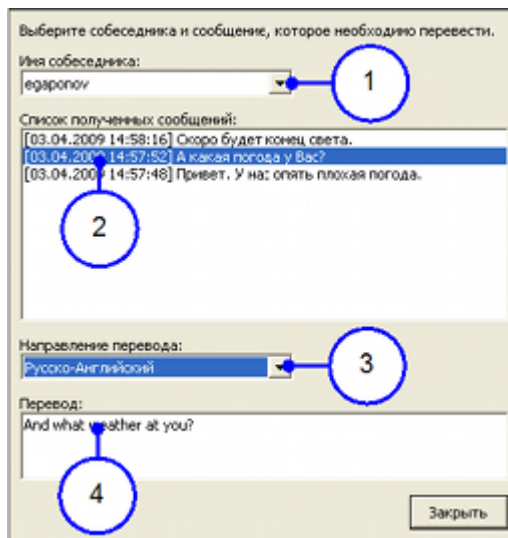 Выберите собеседника и сообщение, которое необходимо перевести.
Имя собеседника:
egaponov
1
Список полученных сообщений:
[03.04.2009 14:58:16] Скоро будет конец света.
[03.04.2009 14:57:52] А какая погода у Вас?
[03.04.2009 14:57:48] Привет. У нас опять плохая погода.
2
Направление перевода:
Русско-Английский
3
Перевод:
And what weather at you?
4
Закрыть